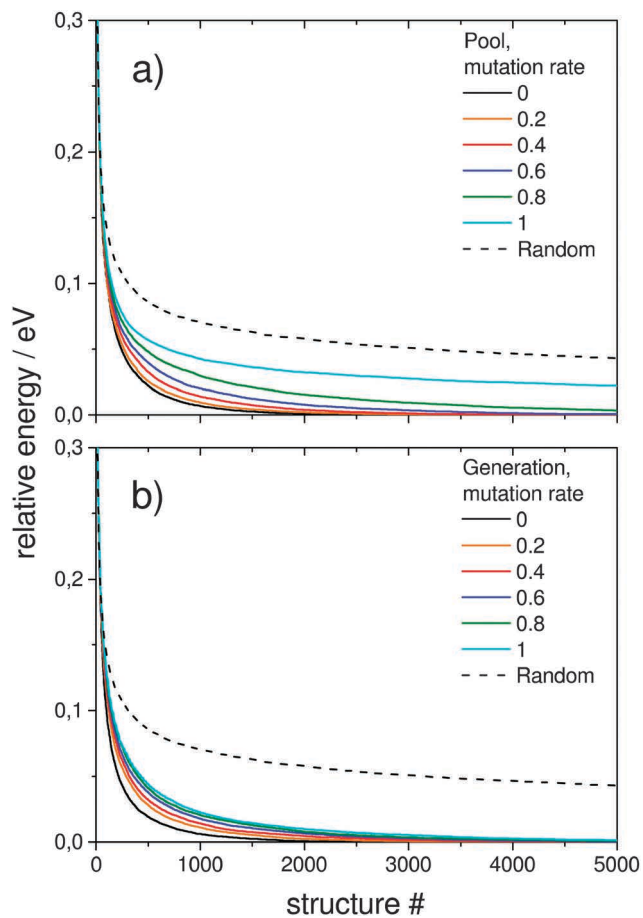 0,3
a)
Pool,
mutation rate
0
0.2
0.4
0.6
0.8
1
Random
0,2
0,1
0,0
relative energy / eV
0,3
b)
Generation,
mutation rate
0
0.2
0.4
0.6
0.8
1
Random
0,2
0,1
0,0
0 1000 2000 3000 4000 5000
structure #